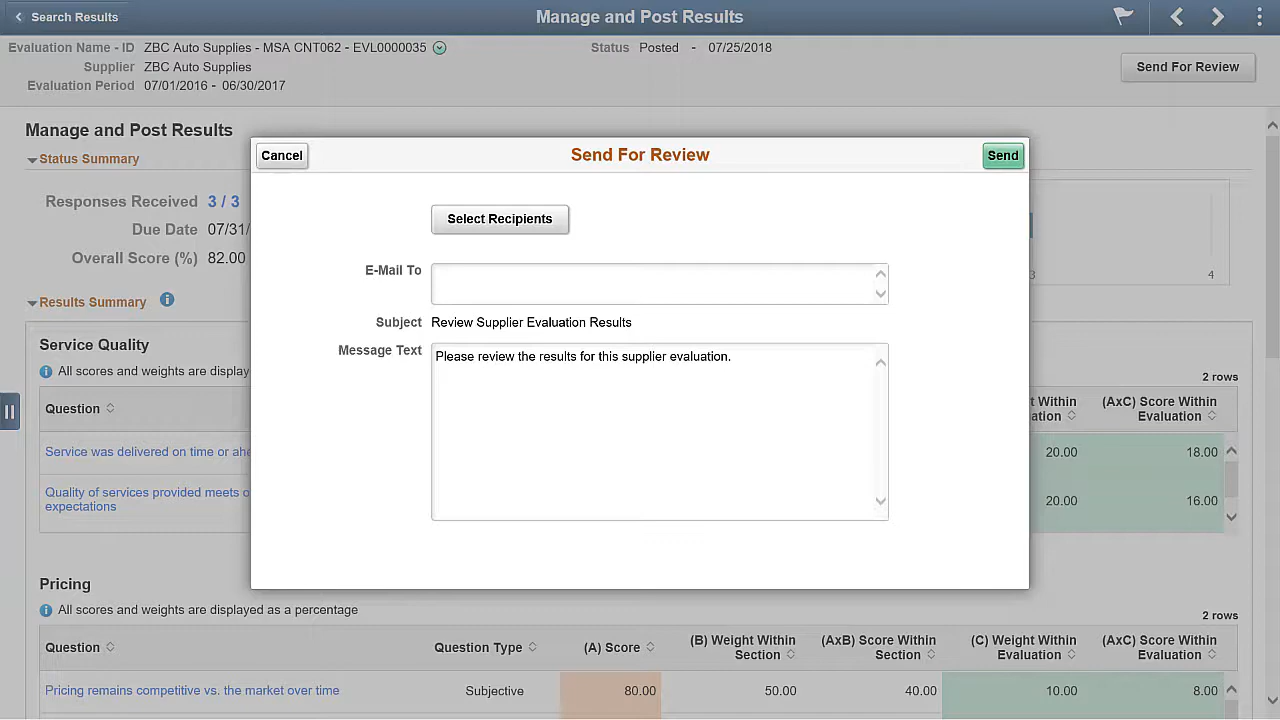 Search Results
Manage and Post Results
Evaluation Name - ID ZBC Auto Supplies - MSA CNT062 - EVL0000035
Status Posted - 07/25/2018
Supplier ZBC Auto Supplies
Evaluation Period 07/01/2016 - 06/30/2017
Send For Review
Manage and Post Results
Status Summary
Responses Received 3 / 3
Due Date 07/31/
Overall Score (%) 82.00
3 4
Cancel
Send For Review
Send
Select Recipients
E-Mail To
Subject Review Supplier Evaluation Results
Message Text Please review the results for this supplier evaluation.
Results Summary
Service Quality
All scores and weights are display
2 rows
Question
t Within
ation
(AxC) Score Within
Evaluation
Service was delivered on time or ahe
20.00 18.00
Quality of services provided meets o
expectations
20.00 16.00
Pricing
All scores and weights are displayed as a percentage
2 rows
Question
Question Type
(A) Score
(B) Weight Within
Section
(AxB) Score Within
Section
(C) Weight Within
Evaluation
(AxC) Score Within
Evaluation
Pricing remains competitive vs. the market over time Subjective 80.00 50.00 40.00 10.00 8.00